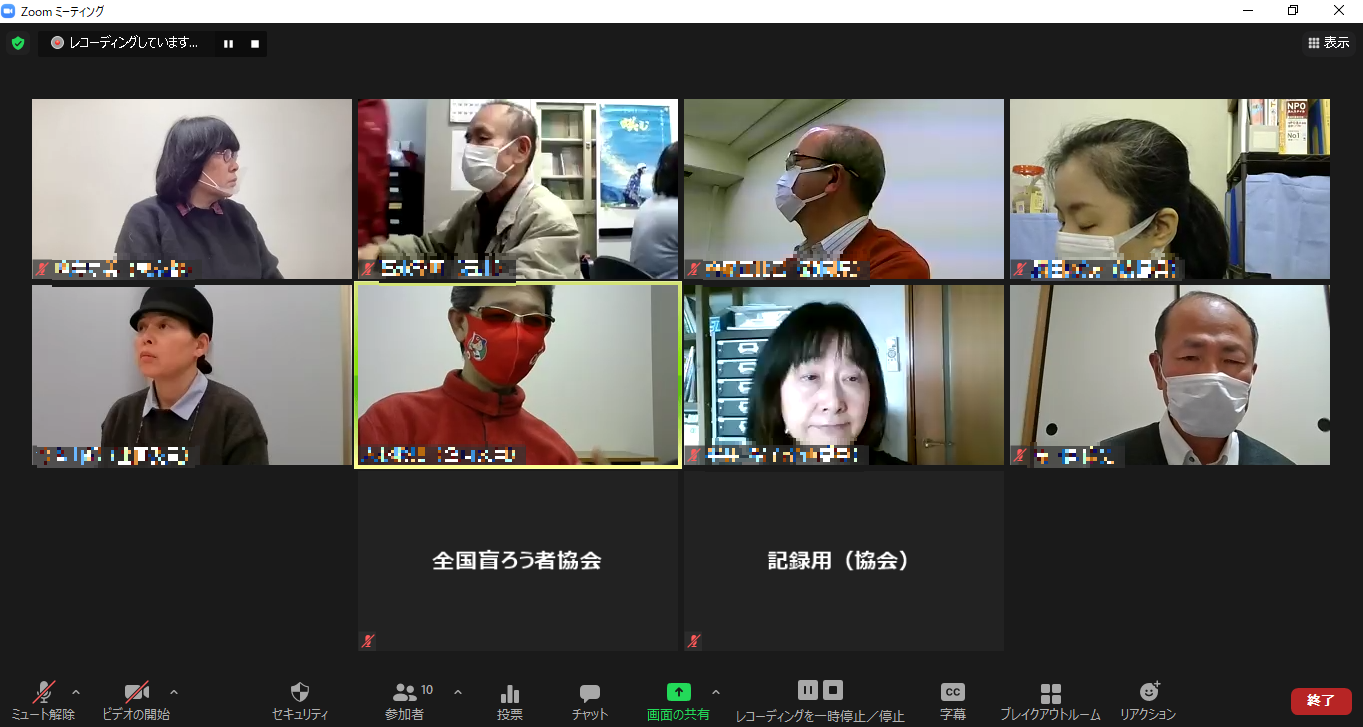 Zoom ミーティング
レコーディングしています...
表示
NPO
No.1
全国盲ろう者協会
記録用（協会）
ミュート解除
ビデオの開始
セキュリティ
参加者
10
投票
チャット
画面の共有
レコーディングを一時停止／停止
CC
字幕
ブレイクアウトルーム
リアクション
終了